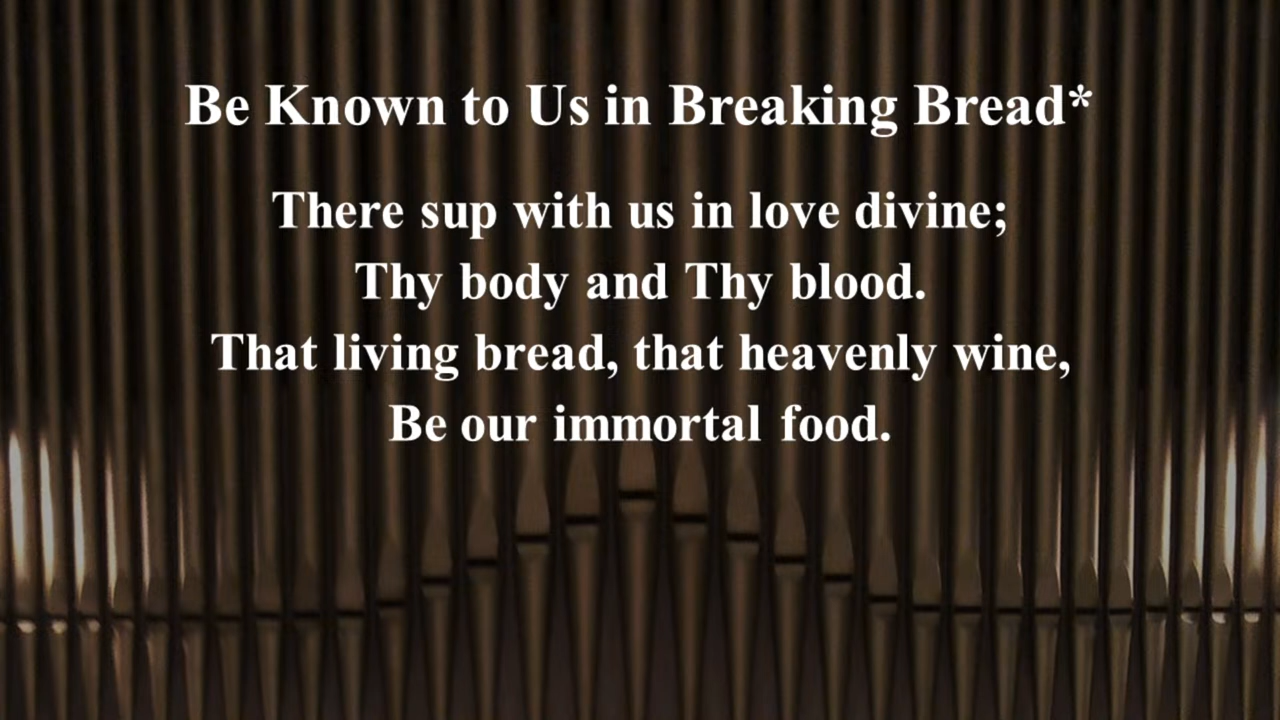 Be Known to Us in Breaking Bread*
There sup with us in love divine;
Thy body and Thy blood.
That living bread, that heavenly wine,
Be our immortal food.